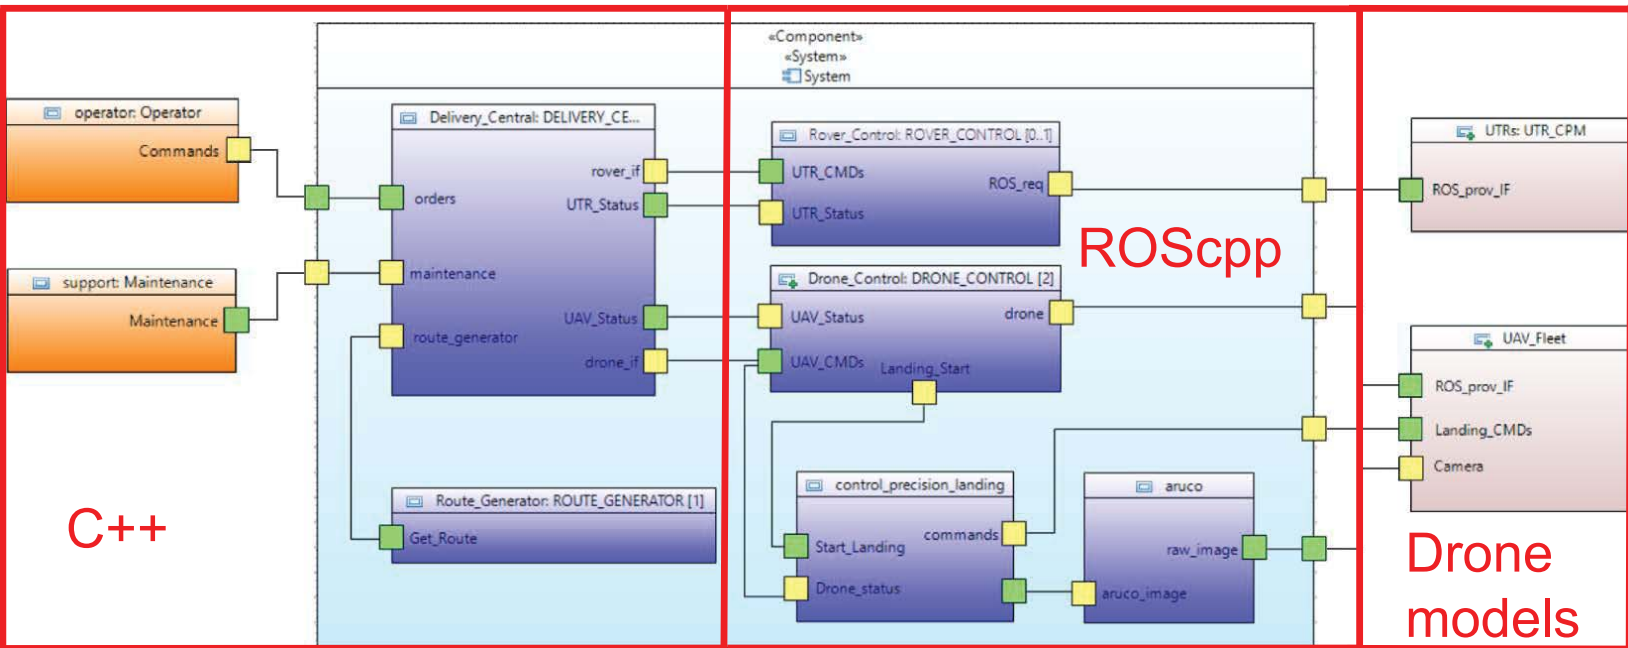 «Component»
«System»
System
operator: Operator
Commands
support: Maintenance
Maintenance
C++
Delivery_Central: DELIVERY_CE...
rover_if
orders
UTR_Status
maintenance
UAV_Status
route_generator
drone_if
Route_Generator: ROUTE_GENERATOR [1]
Get_Route
Rover_Control: ROVER_CONTROL [0..1]
UTR_CMDs
ROS_req
UTR_Status
ROScpp
Drone_Control: DRONE_CONTROL [2]
UAV_Status
drone
UAV_CMDs
Landing_Start
control_precision_landing
commands
Start_Landing
Drone_status
aruco
raw_image
aruco_image
UTRs: UTR_CPM
ROS_prov_IF
UAV_Fleet
ROS_prov_IF
Landing_CMDs
Camera
Drone
models